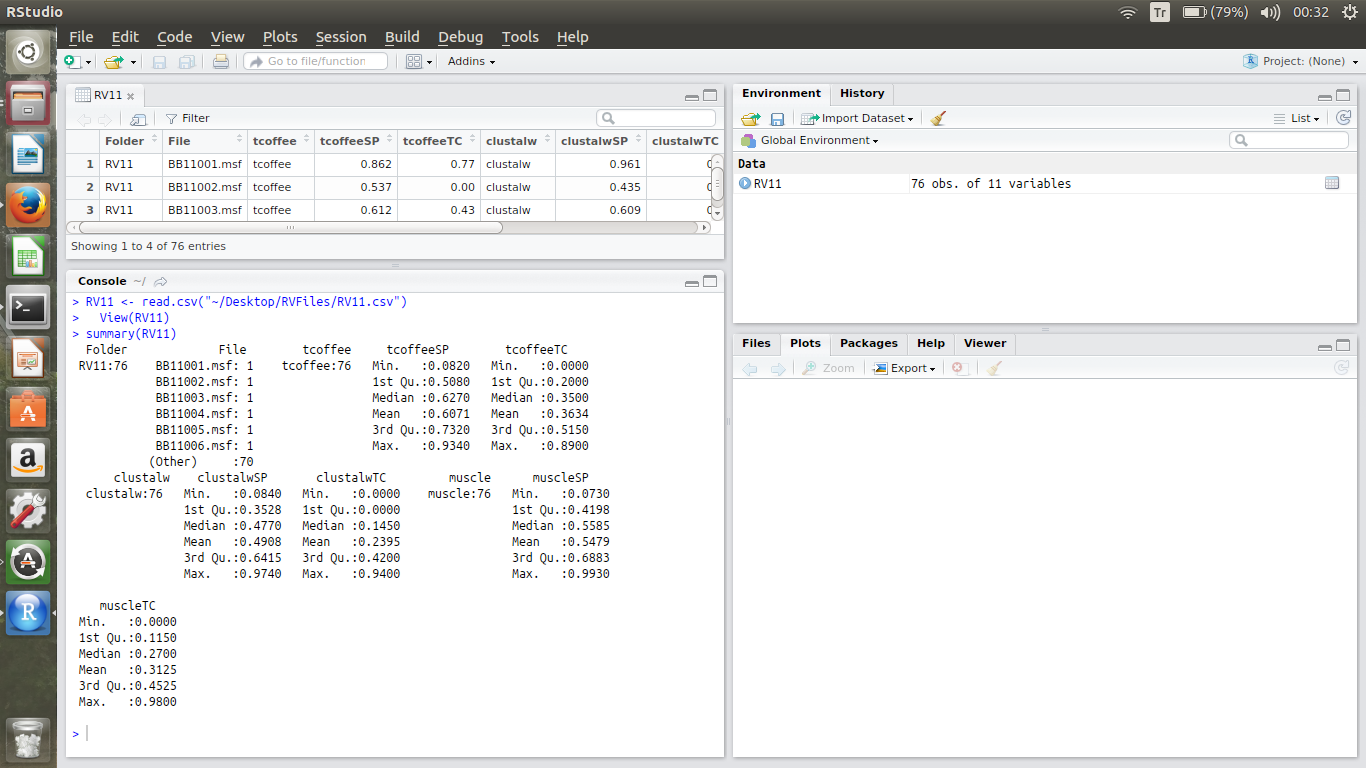 RStudio
Tr (79%) 00:32
File Edit Code View Plots Session Build Debug Tools Help
Go to file/function Addins Project: (None)
RV11
Filter
Folder File tcoffee tcoffeeSP tcoffeeTC clustalw clustalwSP clustalwTC
1 RV11 BB11001.msf tcoffee 0.862 0.77 clustalw 0.961
2 RV11 BB11002.msf tcoffee 0.537 0.00 clustalw 0.435
3 RV11 BB11003.msf tcoffee 0.612 0.43 clustalw 0.609
Showing 1 to 4 of 76 entries
Console ~/
> RV11 <- read.csv("~/Desktop/RVFiles/RV11.csv")
>   View(RV11)
> summary(RV11)
Folder File tcoffee tcoffeeSP tcoffeeTC
RV11:76 BB11001.msf: 1 tcoffee:76 Min. :0.0820 Min. :0.0000
BB11002.msf: 1 1st Qu.:0.5080 1st Qu.:0.2000
BB11003.msf: 1 Median :0.6270 Median :0.3500
BB11004.msf: 1 Mean :0.6071 Mean :0.3634
BB11005.msf: 1 3rd Qu.:0.7320 3rd Qu.:0.5150
BB11006.msf: 1 Max. :0.9340 Max. :0.8900
(Other) :70
clustalw clustalwSP clustalwTC muscle muscleSP
clustalw:76 Min. :0.0840 Min. :0.0000 muscle:76 Min. :0.0730
1st Qu.:0.3528 1st Qu.:0.0000 1st Qu.:0.4198
Median :0.4770 Median :0.1450 Median :0.5585
Mean :0.4908 Mean :0.2395 Mean :0.5479
3rd Qu.:0.6415 3rd Qu.:0.4200 3rd Qu.:0.6883
Max. :0.9740 Max. :0.9400 Max. :0.9930
muscleTC
Min. :0.0000
1st Qu.:0.1150
Median :0.2700
Mean :0.3125
3rd Qu.:0.4525
Max. :0.9800
>
Environment History
Import Dataset List
Global Environment
Data
RV11 76 obs. of 11 variables
Files Plots Packages Help Viewer
Zoom Export